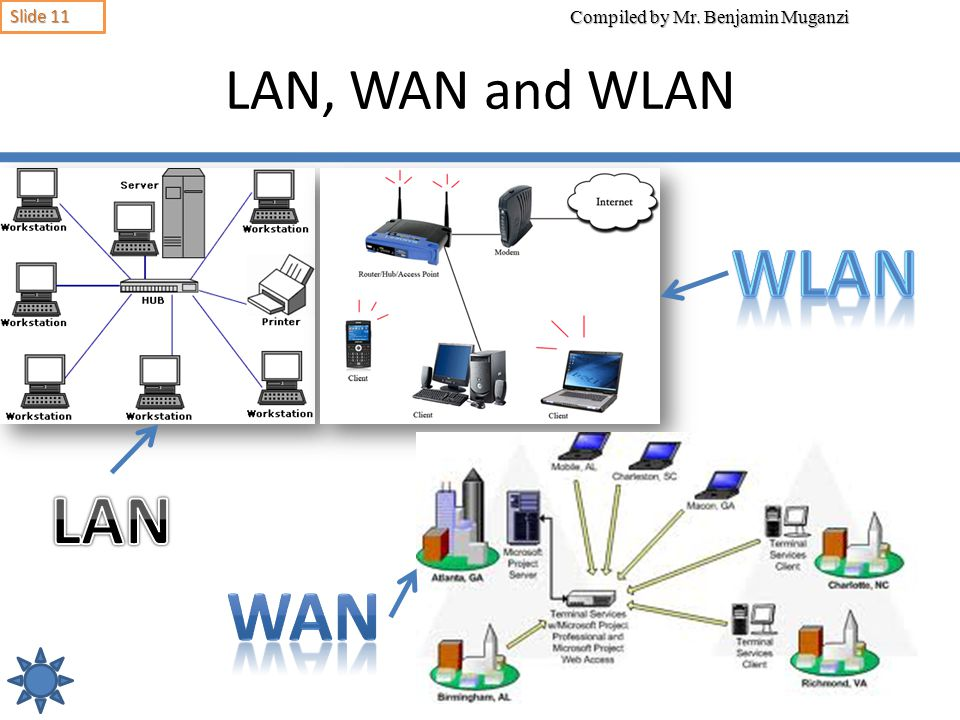 Slide 11
Compiled by Mr. Benjamin Muganzi
LAN, WAN and WLAN
Server
Workstation
Workstation
Workstation
HUB
Printer
Workstation
Workstation
Workstation
Internet
Modem
Router/Hub/Access Point
Client
Client
Client
WLAN
LAN
WAN
Mobile, AL
Charleston, SC
Macon, GA
Microsoft
Project
Server
Atlanta, GA
Terminal
Services
Client
Charlotte, NC
Terminal Services
w/Microsoft Project
Professional and
Microsoft Project
Web Access
Terminal
Services
Client
Birmingham, AL
Richmond, VA